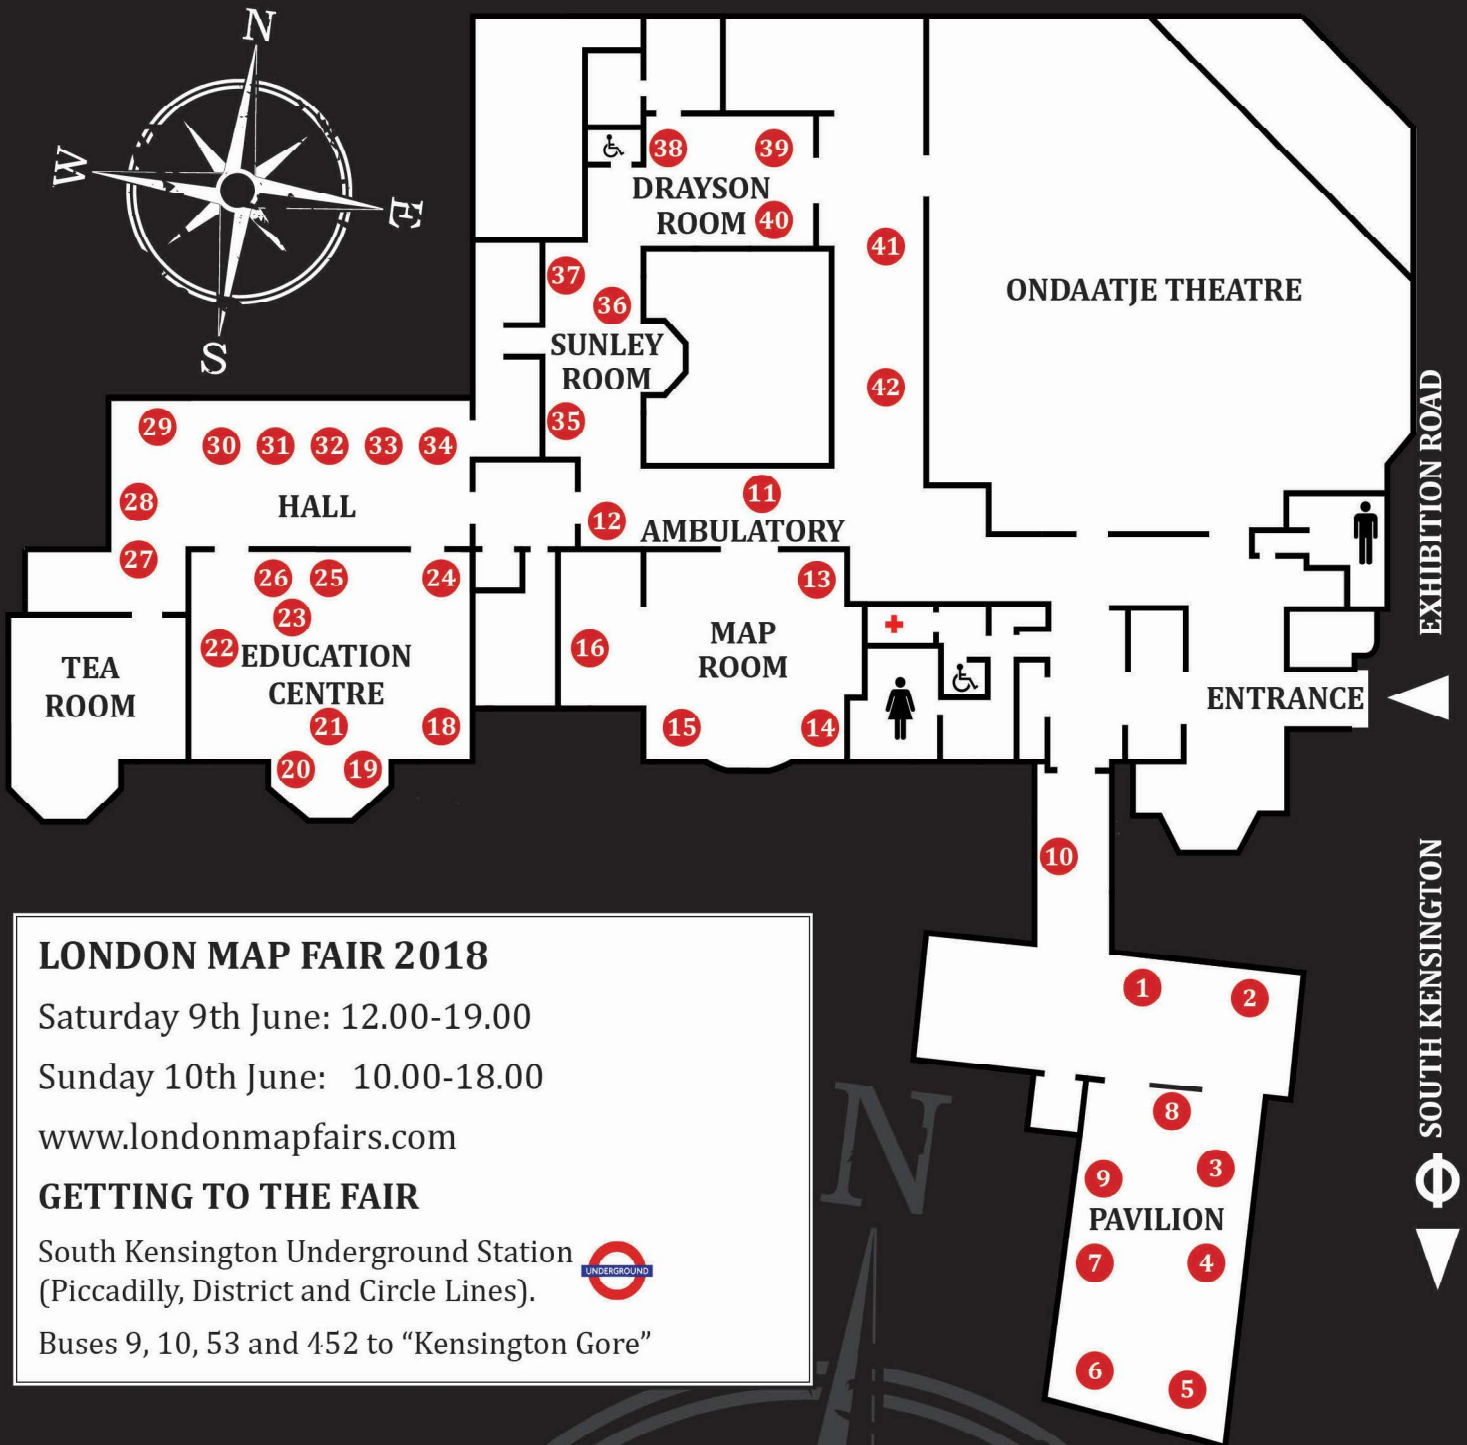 N
W
E
S
38
39
DRAYSON
ROOM
40
37
36
41
ONDAATJE THEATRE
SUNLEY
ROOM
42
35
29
30
31
32
33
34
28
HALL
11
12
AMBULATORY
27
26
25
24
13
23
22
EDUCATION
CENTRE
16
MAP
ROOM
TEA
ROOM
21
18
15
14
20
19
ENTRANCE
EXHIBITION ROAD
10
SOUTH KENSINGTON
1
2
8
3
9
PAVILION
7
4
6
5
N
LONDON MAP FAIR 2018
Saturday 9th June: 12.00-19.00
Sunday 10th June: 10.00-18.00
www.londonmapfairs.com
GETTING TO THE FAIR
South Kensington Underground Station
UNDERGROUND
(Piccadilly, District and Circle Lines).
Buses 9, 10, 53 and 452 to “Kensington Gore”